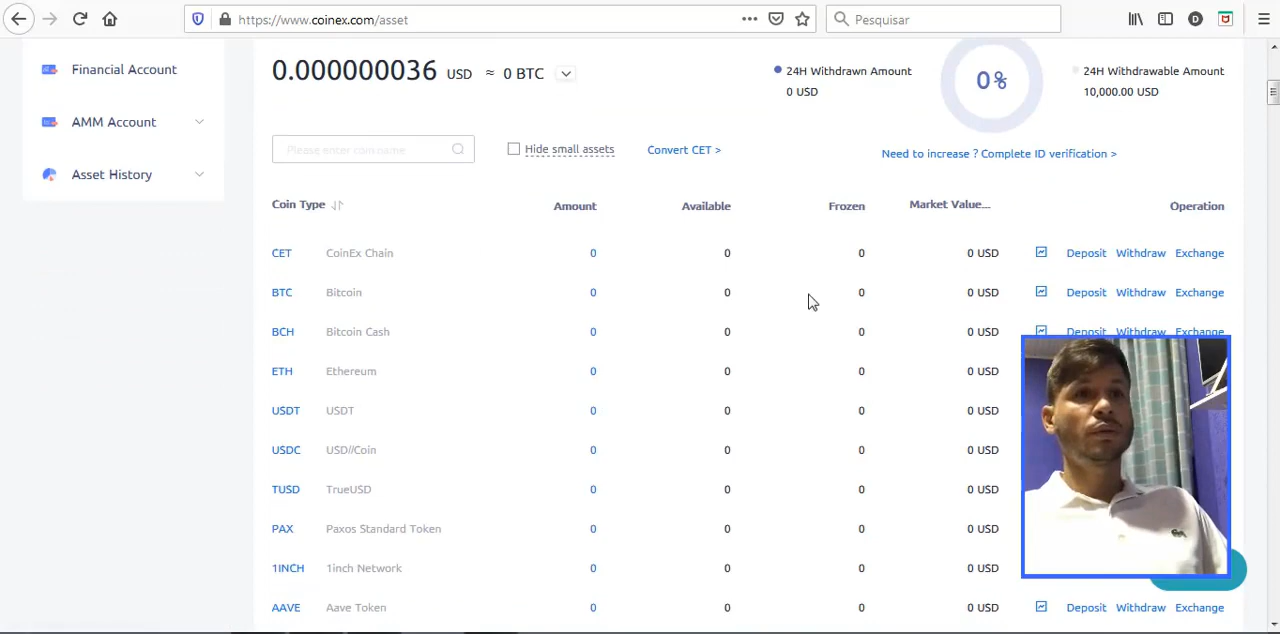 https://www.coinex.com/asset
Pesquisar
Financial Account
0.000000036 USD ≈ 0 BTC
24H Withdrawn Amount
0 USD
0%
24H Withdrawable Amount
10,000.00 USD
AMM Account
Please enter coin name
Hide small assets
Convert CET >
Need to increase ? Complete ID verification >
Asset History
Coin Type Amount Available Frozen Market Value... Operation
CET CoinEx Chain 0 0 0 0 USD Deposit Withdraw Exchange
BTC Bitcoin 0 0 0 0 USD Deposit Withdraw Exchange
BCH Bitcoin Cash 0 0 0 0 USD Deposit Withdraw Exchange
ETH Ethereum 0 0 0 0 USD
USDT USDT 0 0 0 0 USD
USDC USD//Coin 0 0 0 0 USD
TUSD TrueUSD 0 0 0 0 USD
PAX Paxos Standard Token 0 0 0 0 USD
1INCH 1inch Network 0 0 0 0 USD
AAVE Aave Token 0 0 0 0 USD Deposit Withdraw Exchange